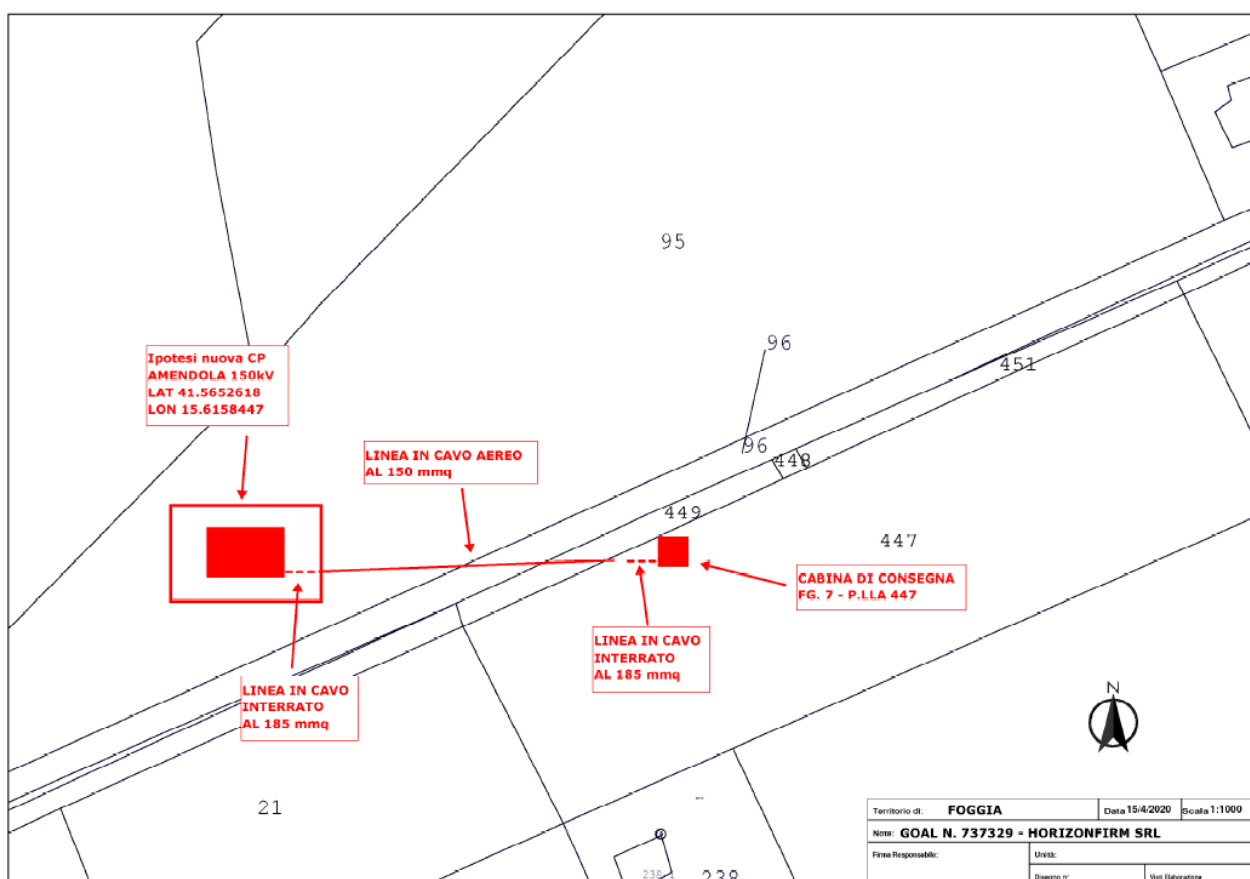 95
Ipotesi nuova CP
AMENDOLA 150kV
LAT 41.5652618
LON 15.6158447
96
451
LINEA IN CAVO AEREO
AL 150 mmq
96
448
449
447
CABINA DI CONSEGNA
FG. 7 - P.LLA 447
LINEA IN CAVO
INTERRATO
AL 185 mmq
LINEA IN CAVO
INTERRATO
AL 185 mmq
N
21
Territorio di: FOGGIA Data 15/4/2020 Scala 1:1000
Note: GOAL N. 737329 - HORIZONFIRM SRL
Firma Responsabile: Unità:
Disegno n° Visti Elaborazione
238